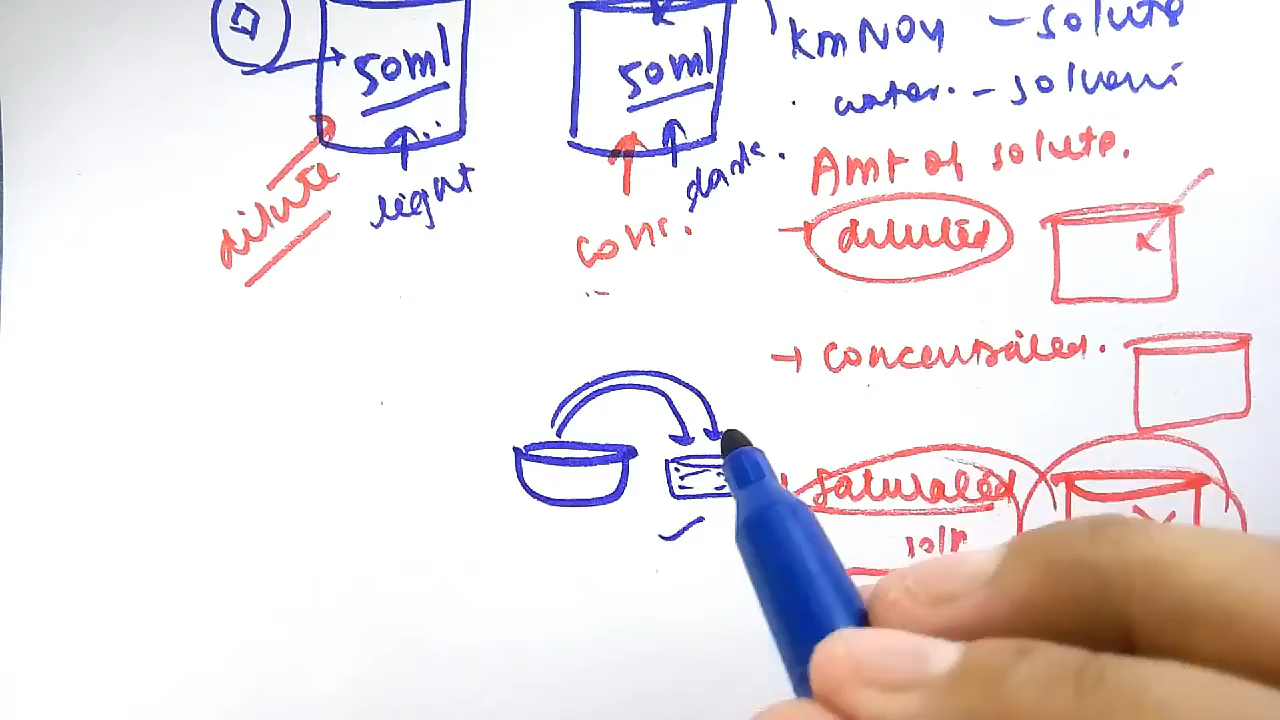 50ml
50ml
KmNO4 - solute
water. - solvent
light
dark.
dilute
conc.
Amt of solute.
- diluted
→ concentrated.
saturated
soln